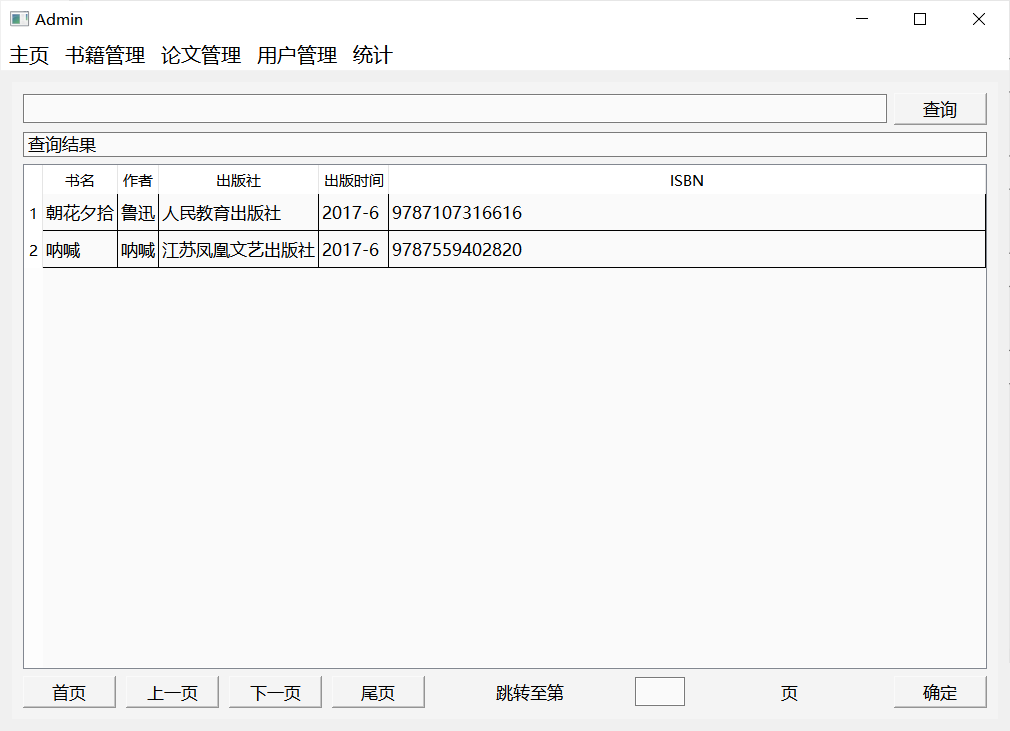 Admin
主页 书籍管理 论文管理 用户管理 统计
查询
查询结果
书名 作者 出版社 出版时间 ISBN
1 朝花夕拾 鲁迅 人民教育出版社 2017-6 9787107316616
2 呐喊 呐喊 江苏凤凰文艺出版社 2017-6 9787559402820
首页 上一页 下一页 尾页 跳转至第 页 确定